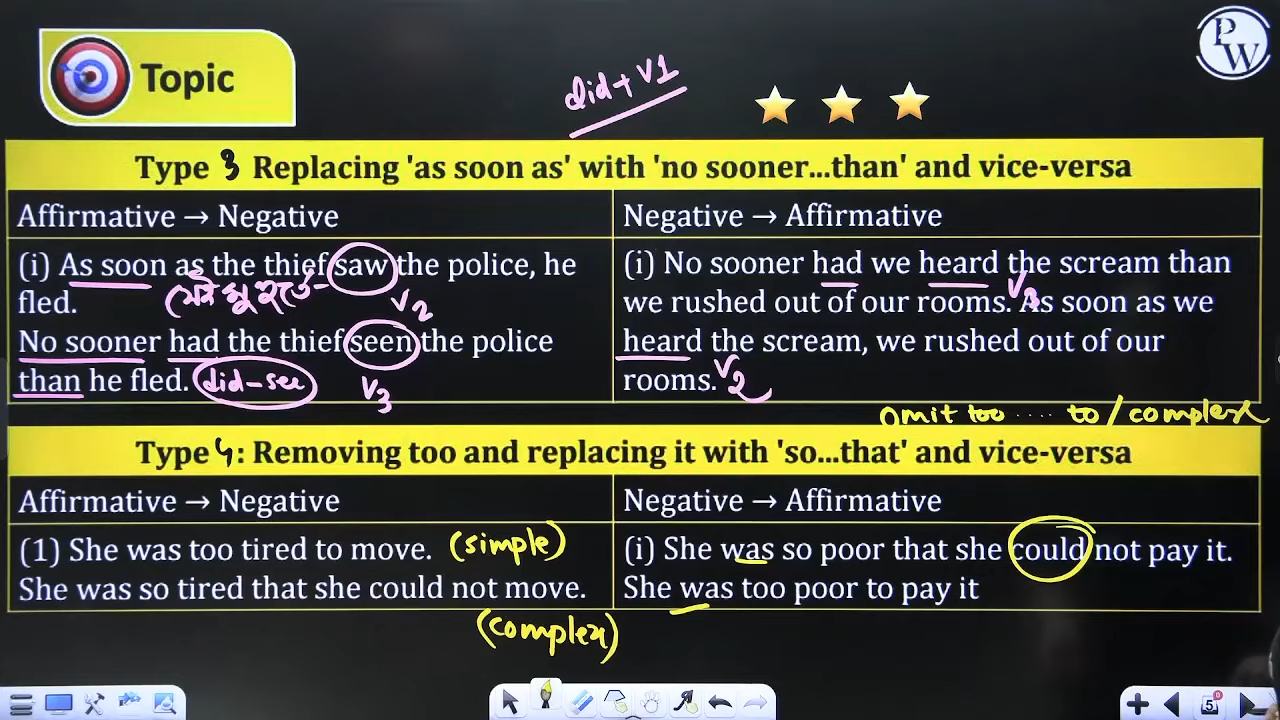 Topic
did + V1
PW
Type 3 Replacing 'as soon as' with 'no sooner...than' and vice-versa
Affirmative → Negative
Negative → Affirmative
(i) As soon as the thief saw the police, he
fled.
V2
No sooner had the thief seen the police
than he fled. did-see
V3
(i) No sooner had we heard the scream than
we rushed out of our rooms. As soon as we
V3
heard the scream, we rushed out of our
rooms. V2
omit too .... to / complex
Type 4: Removing too and replacing it with 'so...that' and vice-versa
Affirmative → Negative
Negative → Affirmative
(1) She was too tired to move. (simple)
She was so tired that she could not move.
(complex)
(i) She was so poor that she could not pay it.
She was too poor to pay it
5